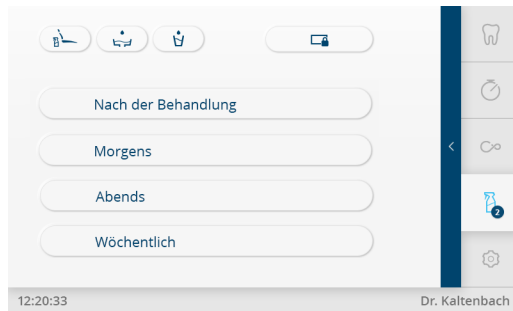 Nach der Behandlung
Morgens
Abends
Wöchentlich
2
12:20:33 Dr. Kaltenbach